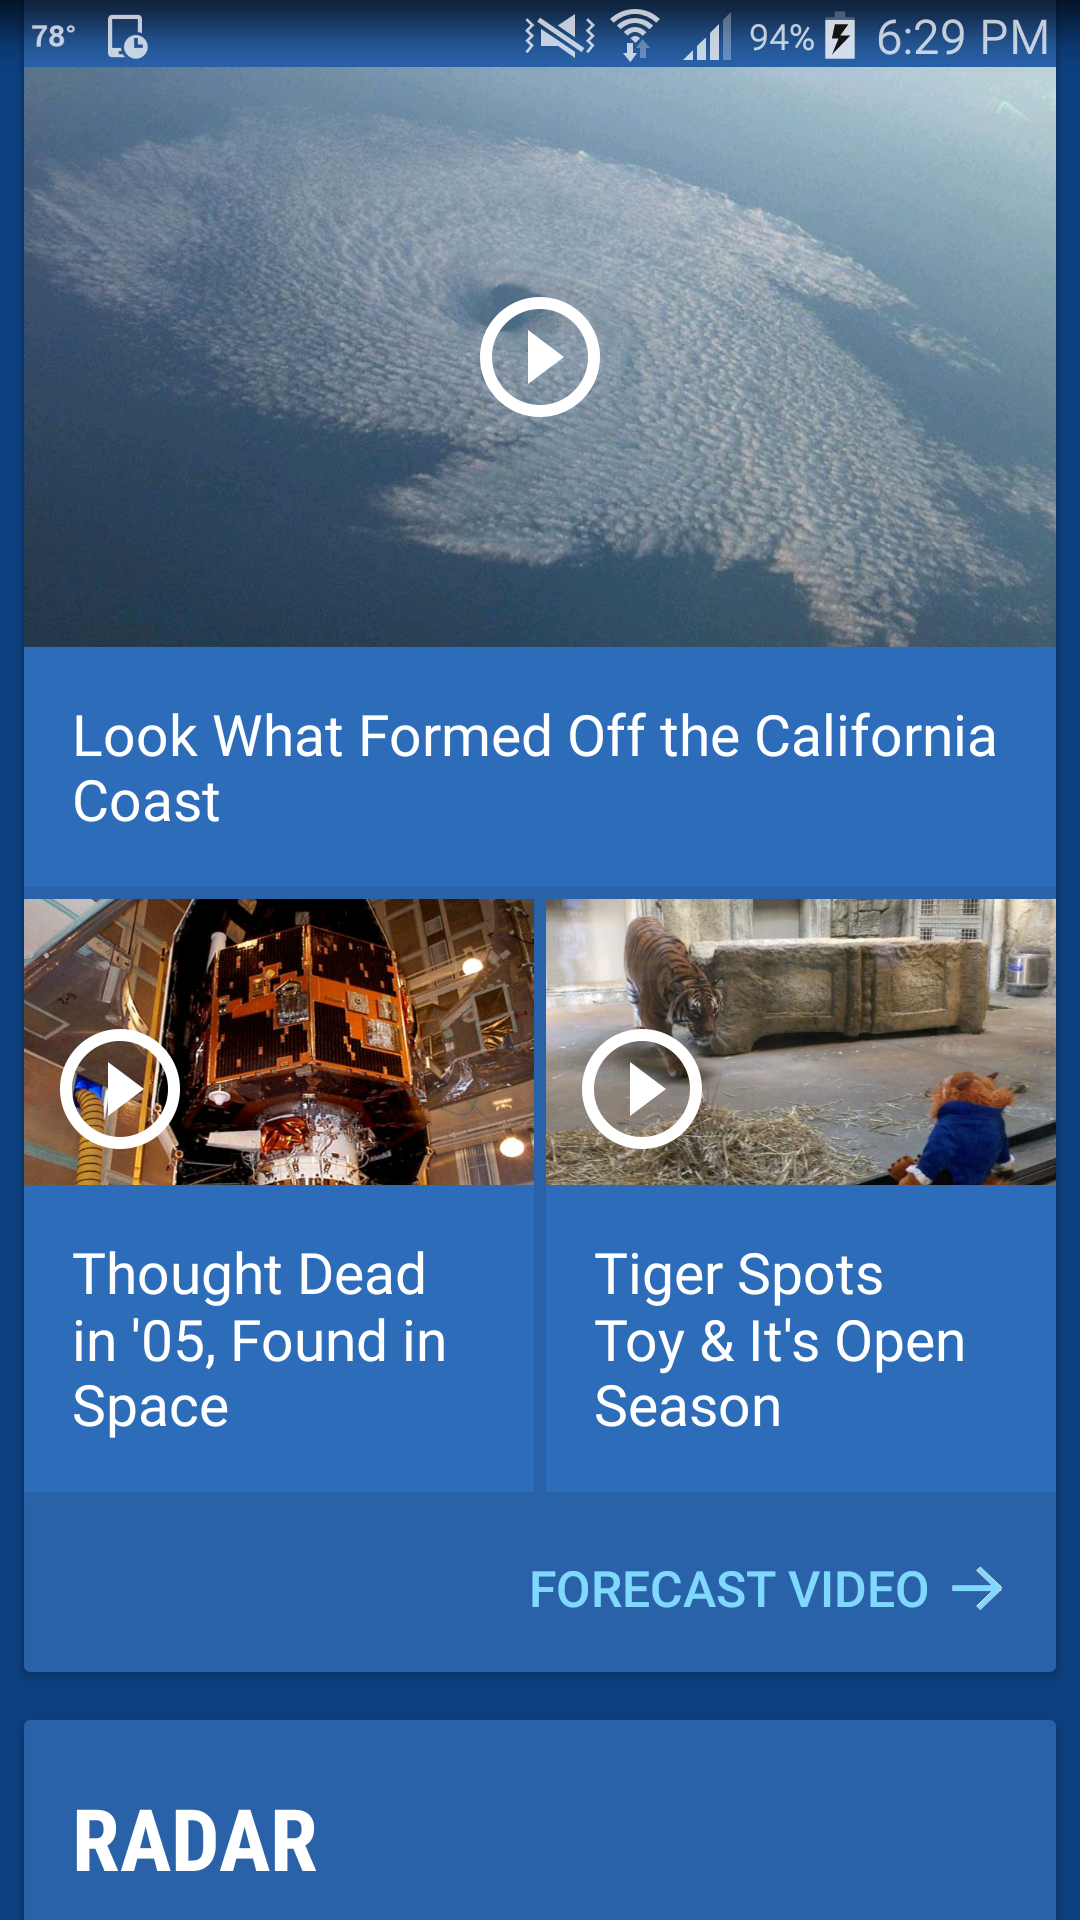 78° 94% 6:29 PM
Look What Formed Off the California
Coast
Thought Dead
in '05, Found in
Space
Tiger Spots
Toy & It's Open
Season
FORECAST VIDEO
RADAR